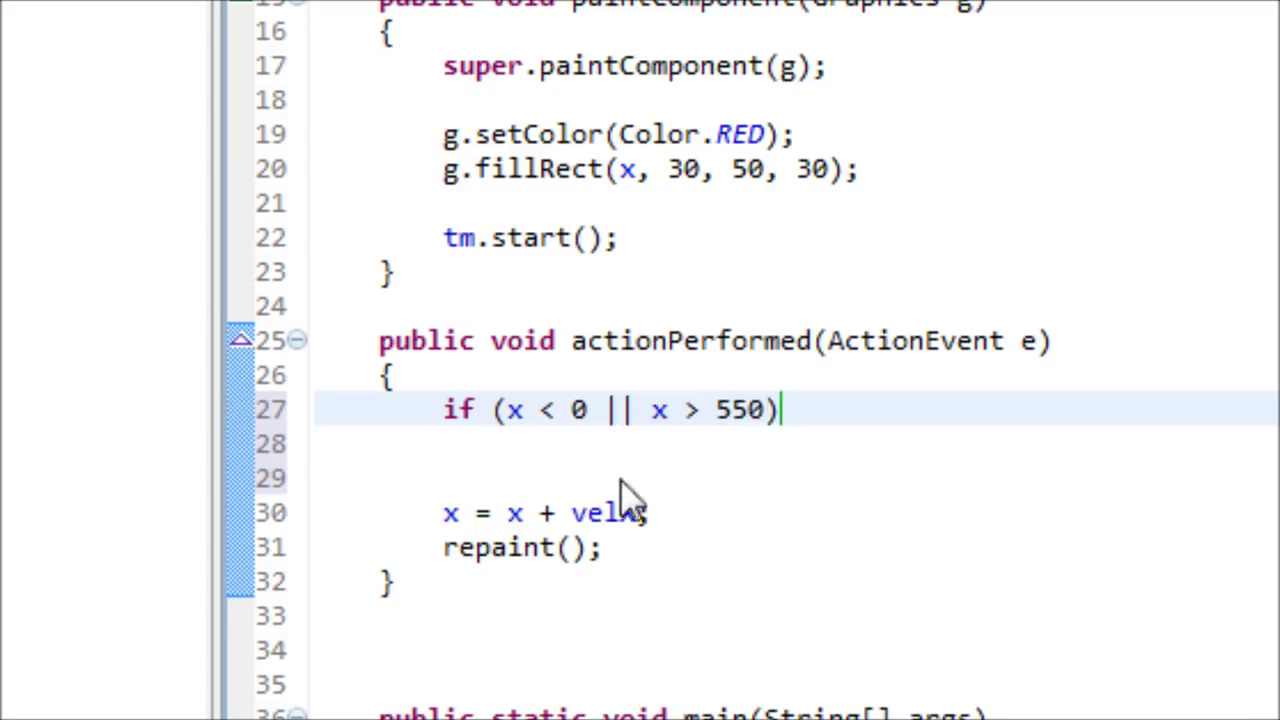 15 public void paintComponent(Graphics g)
16 {
17 super.paintComponent(g);
18
19 g.setColor(Color.RED);
20 g.fillRect(x, 30, 50, 30);
21
22 tm.start();
23 }
24
25 public void actionPerformed(ActionEvent e)
26 {
27 if (x < 0 || x > 550)
28
29
30 x = x + velX;
31 repaint();
32 }
33
34
35
36 public static void main(String[] args)